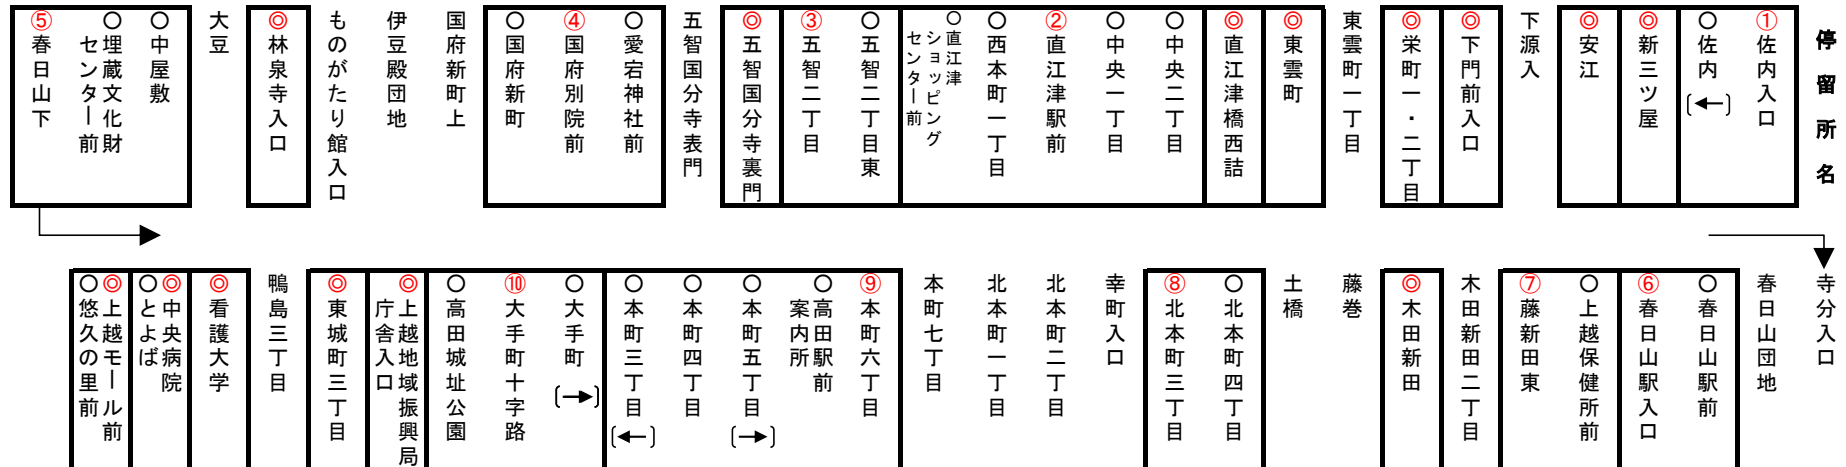 停留所名
①佐内入口
○佐内（←）
◎新三ツ屋
◎安江
下源入
◎下門前入口
◎栄町一・二丁目
東雲町一丁目
◎東雲町
◎直江津橋西詰
○中央二丁目
○中央一丁目
②直江津駅前
○西本町一丁目
○直江津
ショッピング
センター前
○五智二丁目東
③五智二丁目
◎五智国分寺裏門
五智国分寺表門
○愛宕神社前
④国府別院前
○国府新町
国府新町上
伊豆殿団地
ものがたり館入口
◎林泉寺入口
大豆
○中屋敷
○埋蔵文化財
センター前
⑤春日山下
寺分入口
春日山団地
○春日山駅前
⑥春日山駅入口
○上越保健所前
⑦藤新田東
木田新田二丁目
◎木田新田
藤巻
土橋
○北本町四丁目
⑧北本町三丁目
幸町入口
北本町二丁目
北本町一丁目
本町七丁目
⑨本町六丁目
○高田駅前
案内所
○本町五丁目（→）
○本町四丁目
○本町三丁目（←）
○大手町（→）
⑩大手町十字路
○高田城址公園
◎上越地域振興局
庁舎入口
◎東城町三丁目
鴨島三丁目
◎看護大学
◎中央病院
○とよば
◎上越モール前
○悠久の里前